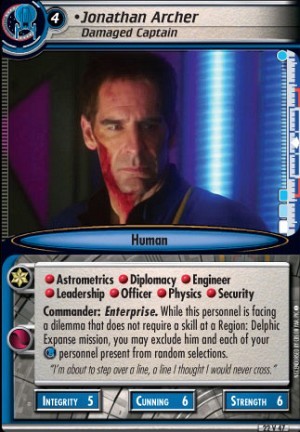 4
•Jonathan Archer
Damaged Captain
Human
Astrometrics Diplomacy Engineer
Leadership Officer Physics Security
Commander: Enterprise. While this personnel is facing
a dilemma that does not require a skill at a Region: Delphic
Expanse mission, you may exclude him and each of your
personnel present from random selections.
"I'm about to step over a line, a line I thought I would never cross."
INTEGRITY 5 CUNNING 6 STRENGTH 6